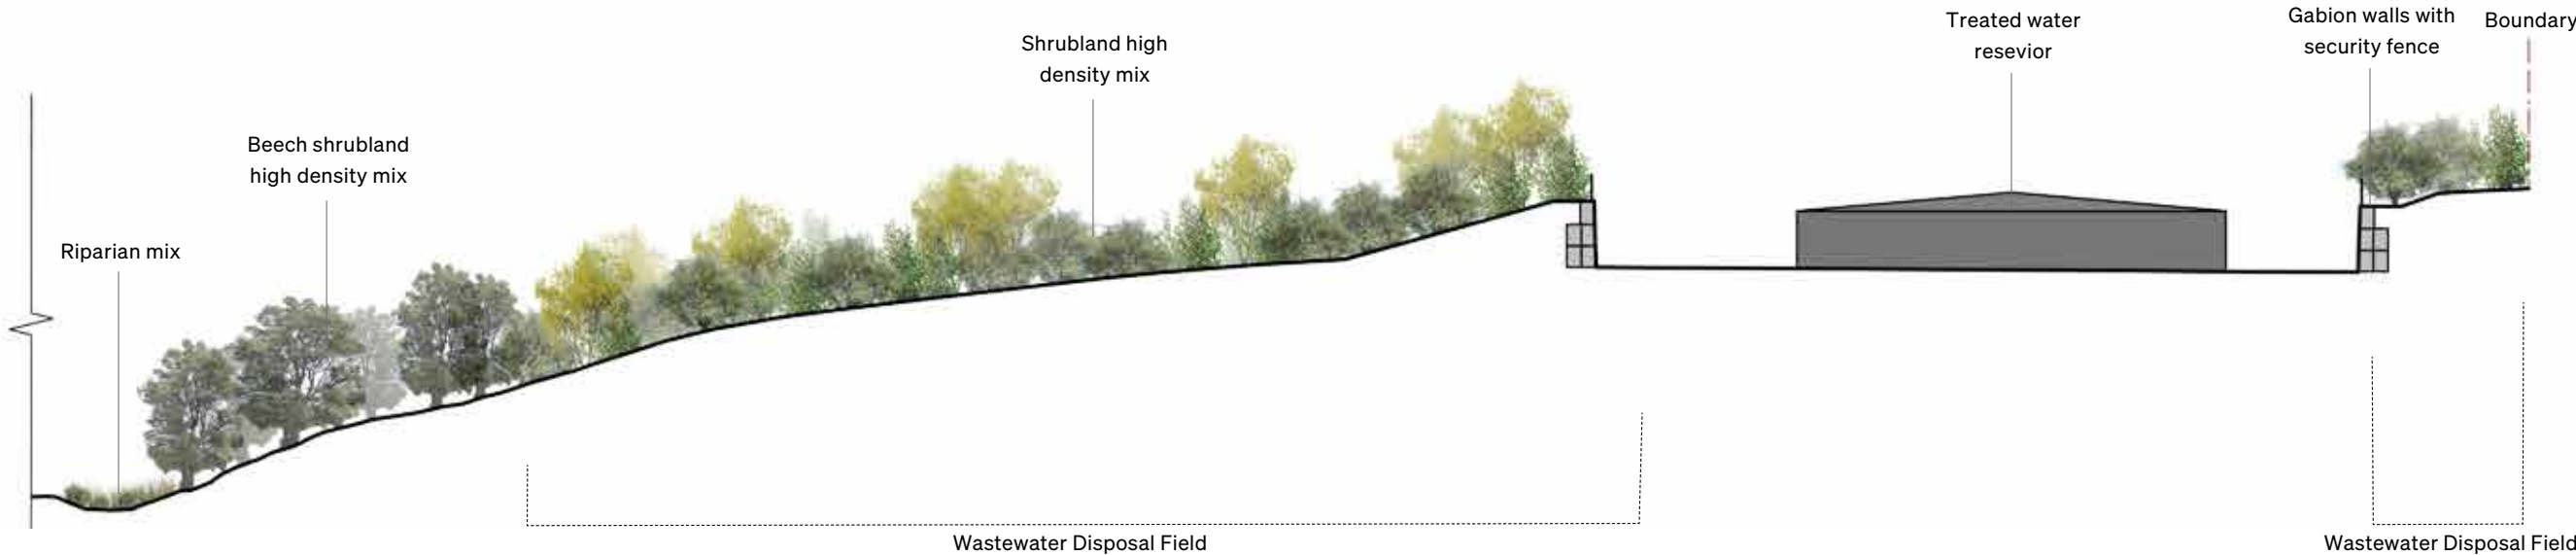 Riparian mix
Beech shrubland
high density mix
Shrubland high
density mix
Treated water
resevior
Gabion walls with
security fence
Boundary
Wastewater Disposal Field
Wastewater Disposal Field